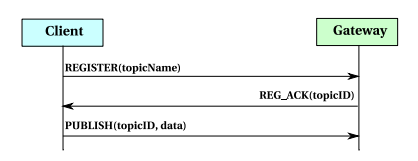 Client
Gateway
REGISTER(topicName)
REG_ACK(topicID)
PUBLISH(topicID, data)